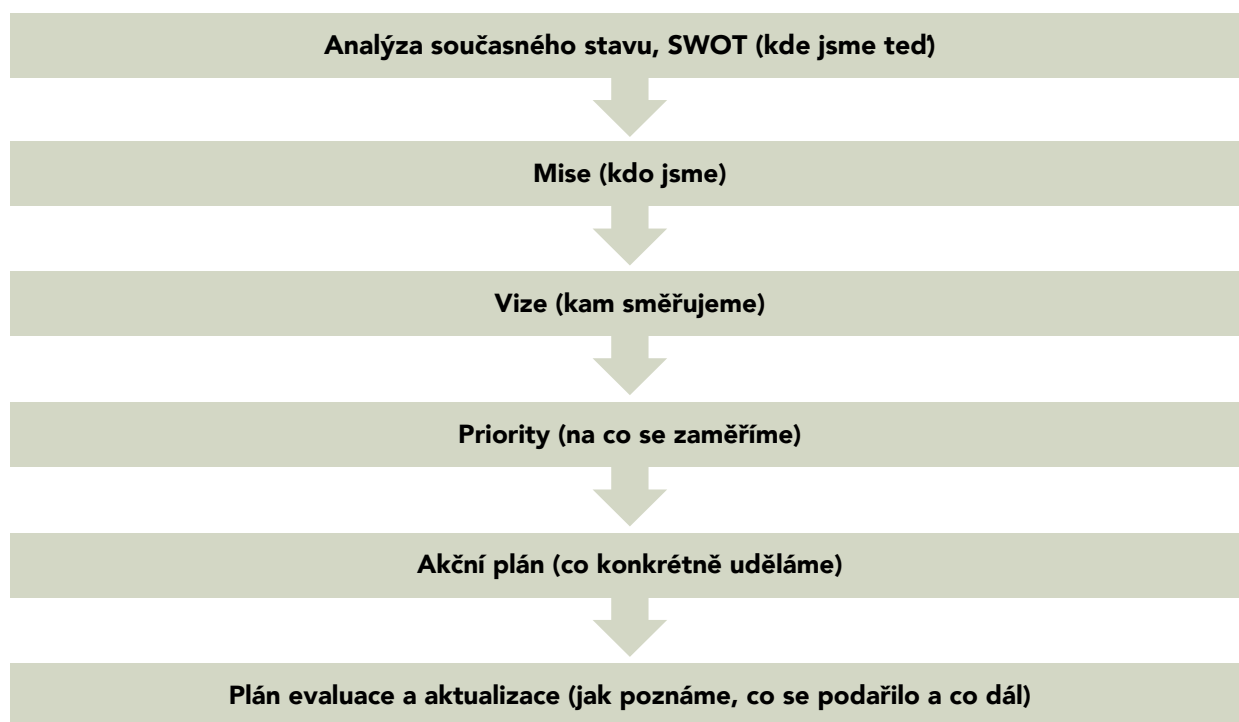 Analýza současného stavu, SWOT (kde jsme teď)
Mise (kdo jsme)
Vize (kam směřujeme)
Priority (na co se zaměříme)
Akční plán (co konkrétně uděláme)
Plán evaluace a aktualizace (jak poznáme, co se podařilo a co dál)